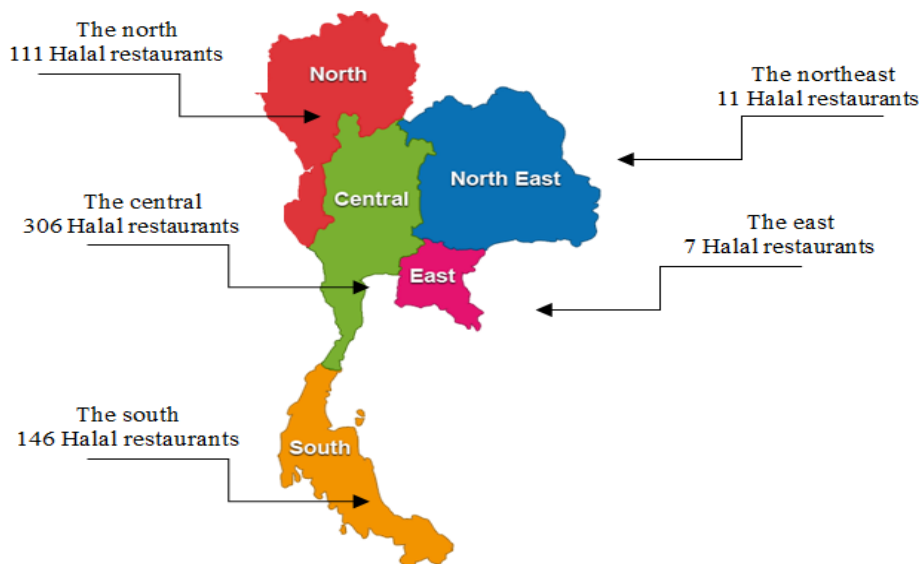 The north
111 Halal restaurants
North
The northeast
11 Halal restaurants
North East
The central
306 Halal restaurants
Central
The east
7 Halal restaurants
East
The south
146 Halal restaurants
South